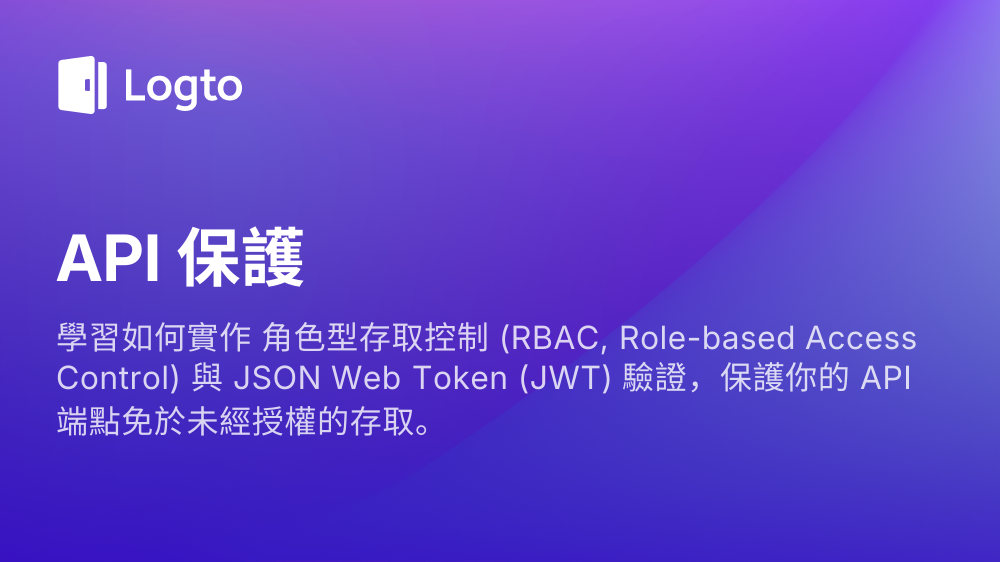 Logto
API 保護
學習如何實作 角色型存取控制 (RBAC, Role-based Access
Control) 與 JSON Web Token (JWT) 驗證，保護你的 API
端點免於未經授權的存取。